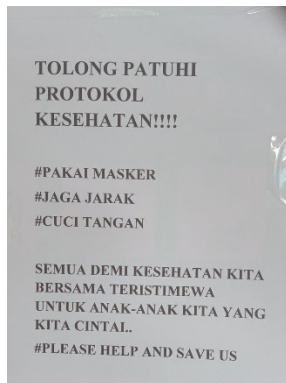 TOLONG PATUHI
PROTOKOL
KESEHATAN!!!!
#PAKAI MASKER
#JAGA JARAK
#CUCI TANGAN
SEMUA DEMI KESEHATAN KITA
BERSAMA TERISTIMEWA
UNTUK ANAK-ANAK KITA YANG
KITA CINTAI..
#PLEASE HELP AND SAVE US